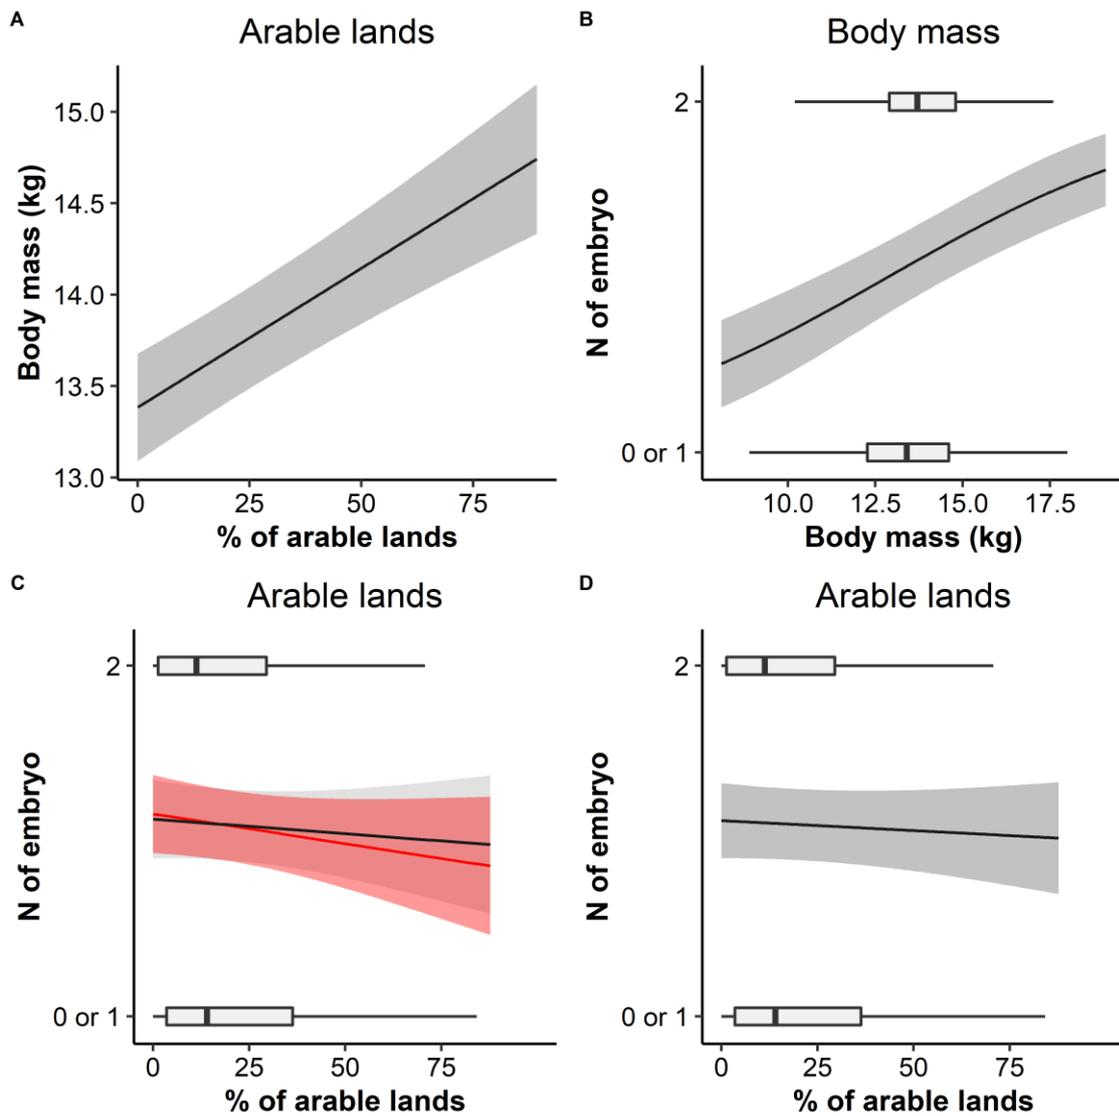 A
Arable lands
15.0
14.5
14.0
13.5
13.0
Body mass (kg)
0 25 50 75
% of arable lands
B
Body mass
2
0 or 1
N of embryo
10.0 12.5 15.0 17.5
Body mass (kg)
C
Arable lands
2
0 or 1
N of embryo
0 25 50 75
% of arable lands
D
Arable lands
2
0 or 1
N of embryo
0 25 50 75
% of arable lands